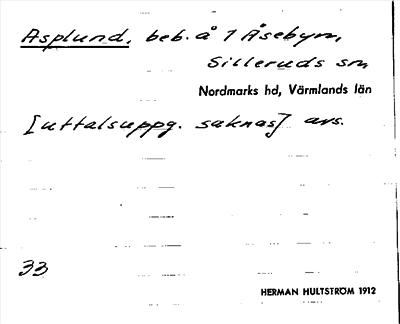 Asplund, beb. å 1 Åsebyn,
Silleruds sn,
Nordmarks hd, Värmlands län
[uttalsuppg. saknas] avs.
33
HERMAN HULTSTRÖM 1912